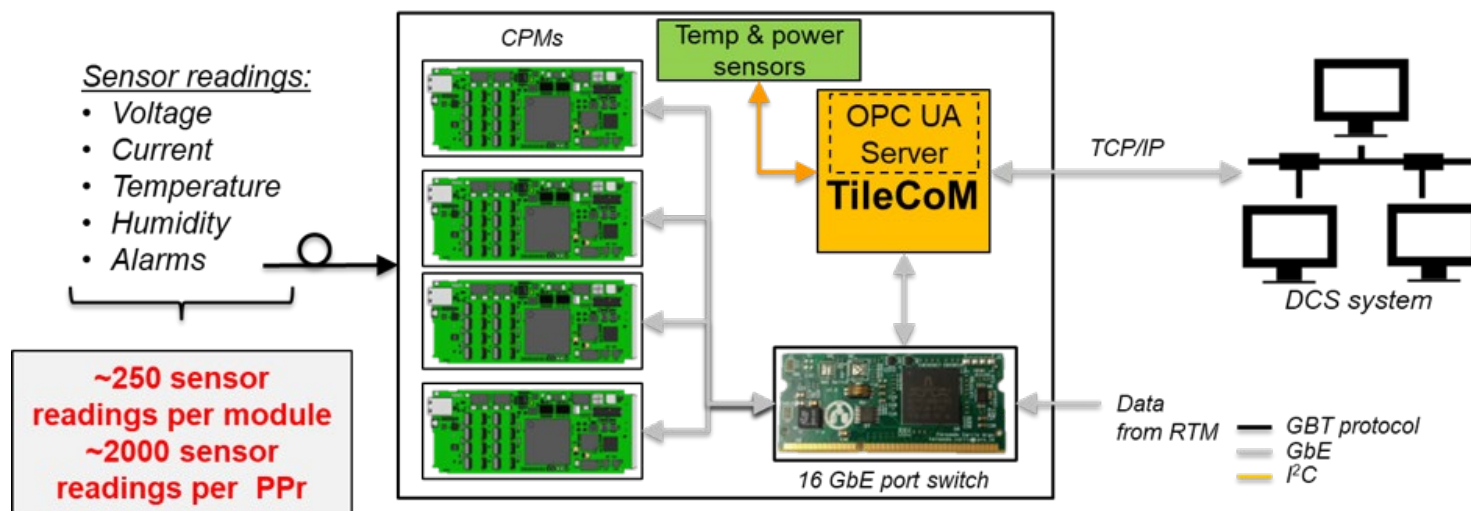 Sensor readings:
• Voltage
• Current
• Temperature
• Humidity
• Alarms
~250 sensor
readings per module
~2000 sensor
readings per PPr
CPMs
Temp & power
sensors
OPC UA
Server
TileCoM
TCP/IP
DCS system
16 GbE port switch
Data
from RTM
GBT protocol
GbE
I²C